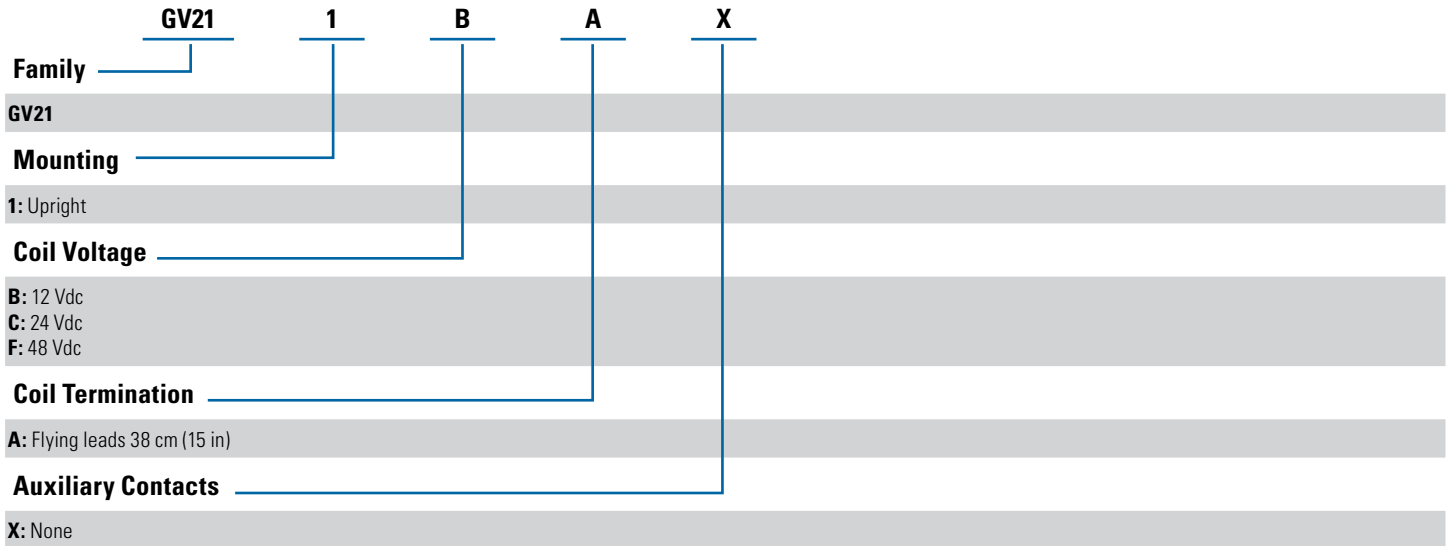 GV21 1 B A X
Family
GV21
Mounting
1: Upright
Coil Voltage
B: 12 Vdc
C: 24 Vdc
F: 48 Vdc
Coil Termination
A: Flying leads 38 cm (15 in)
Auxiliary Contacts
X: None